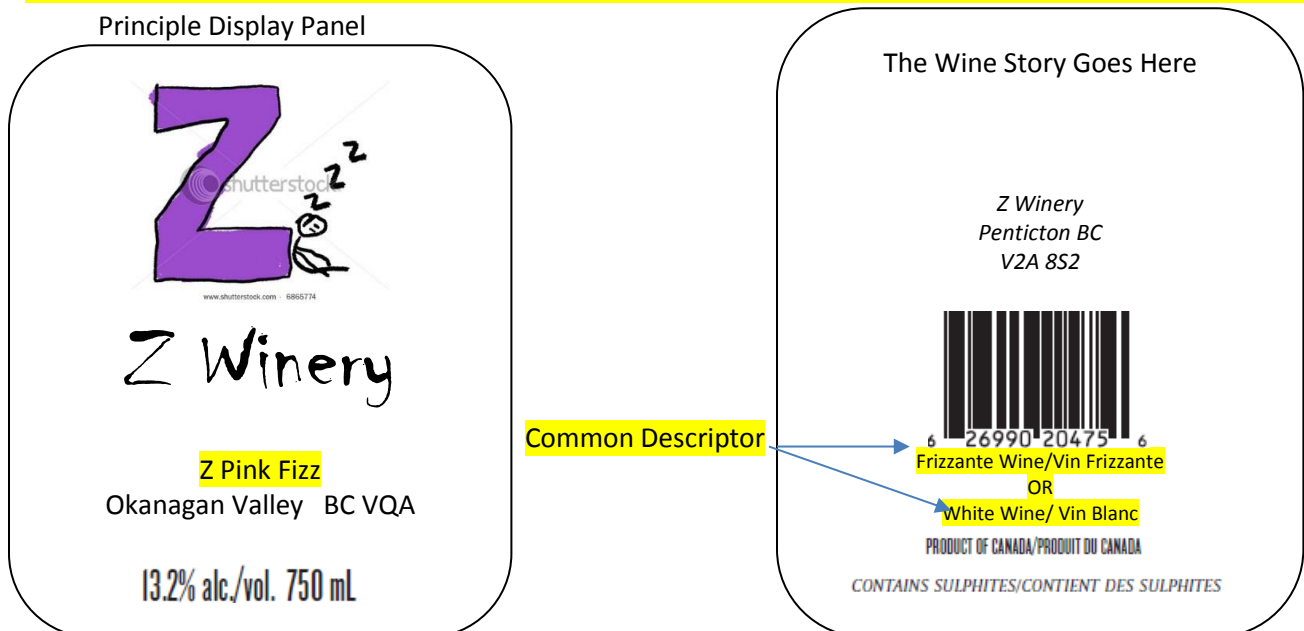 Principle Display Panel
Z
z z z
shutterstock
www.shutterstock.com · 6865774
Z Winery
Z Pink Fizz
Okanagan Valley BC VQA
13.2% alc./vol. 750 mL
Common Descriptor
The Wine Story Goes Here
Z Winery
Penticton BC
V2A 8S2
6 26990 20475 6
Frizzante Wine/Vin Frizzante
OR
White Wine/ Vin Blanc
PRODUCT OF CANADA/PRODUIT DU CANADA
CONTAINS SULPHITES/CONTIENT DES SULPHITES